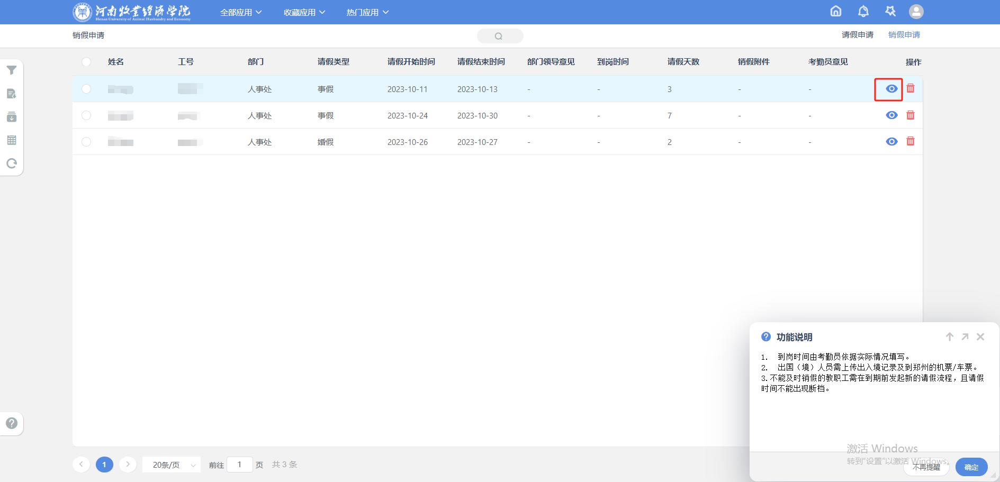 河南牧业经济学院
Henan University of Animal Husbandry and Economy
全部应用 收藏应用 热门应用
销假申请 请假申请 销假申请
姓名 工号 部门 请假类型 请假开始时间 请假结束时间 部门领导意见 到岗时间 请假天数 销假附件 考勤员意见 操作
人事处 事假 2023-10-11 2023-10-13 - - 3 - -
人事处 事假 2023-10-24 2023-10-30 - - 7 - -
人事处 婚假 2023-10-26 2023-10-27 - - 2 - -
功能说明
1. 到岗时间由考勤员依据实际情况填写。
2. 出国（境）人员需上传出入境记录及到郑州的机票/车票。
3.不能及时销假的教职工需在到期前发起新的请假流程，且请假
时间不能出现断档。
激活 Windows
转到“设置”以激活 Windows。
不再提醒 确定
1 20条/页 前往 1 页 共 3 条